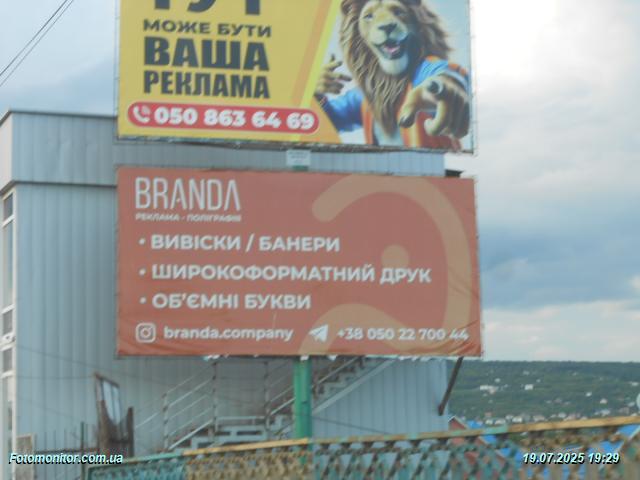 ТУТ
МОЖЕ БУТИ
ВАША
РЕКЛАМА
050 863 64 69
BRANDA
РЕКЛАМА - ПОЛІГРАФІЯ
• ВИВІСКИ / БАНЕРИ
• ШИРОКОФОРМАТНИЙ ДРУК
• ОБ'ЄМНІ БУКВИ
branda.company +38 050 22 700 44
Fotomonitor.com.ua 19.07.2025 19:29